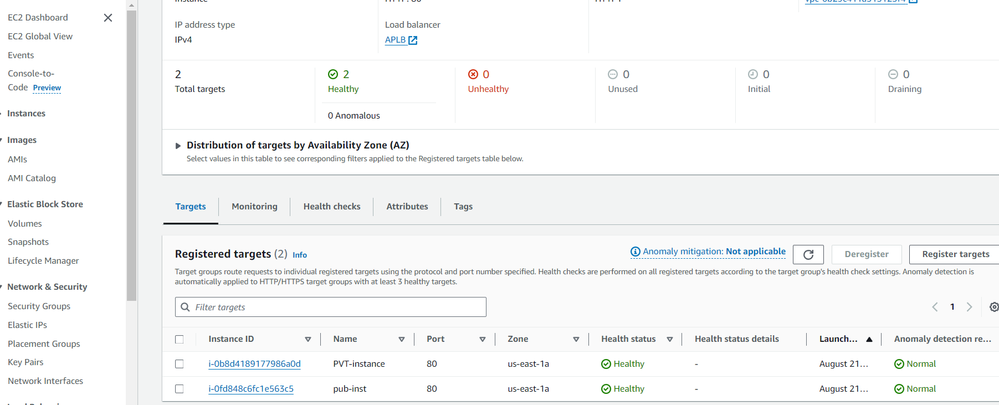 EC2 Dashboard
EC2 Global View
Events
Console-to-
Code Preview
Instances
Images
AMIs
AMI Catalog
Elastic Block Store
Volumes
Snapshots
Lifecycle Manager
Network & Security
Security Groups
Elastic IPs
Placement Groups
Key Pairs
Network Interfaces
IP address type
IPv4
Load balancer
APLB
2
Total targets
2
Healthy
0 Anomalous
0
Unhealthy
0
Unused
0
Initial
0
Draining
Distribution of targets by Availability Zone (AZ)
Select values in this table to see corresponding filters applied to the Registered targets table below.
Targets
Monitoring
Health checks
Attributes
Tags
Registered targets (2) Info
Anomaly mitigation: Not applicable
Deregister
Register targets
Target groups route requests to individual registered targets using the protocol and port number specified. Health checks are performed on all registered targets according to the target group's health check settings. Anomaly detection is
automatically applied to HTTP/HTTPS target groups with at least 3 healthy targets.
Filter targets
1
Instance ID Name Port Zone Health status Health status details Launch... Anomaly detection re...
i-0b8d4189177986a0d PVT-instance 80 us-east-1a Healthy - August 21... Normal
i-0fd848c6fc1e563c5 pub-inst 80 us-east-1a Healthy - August 21... Normal